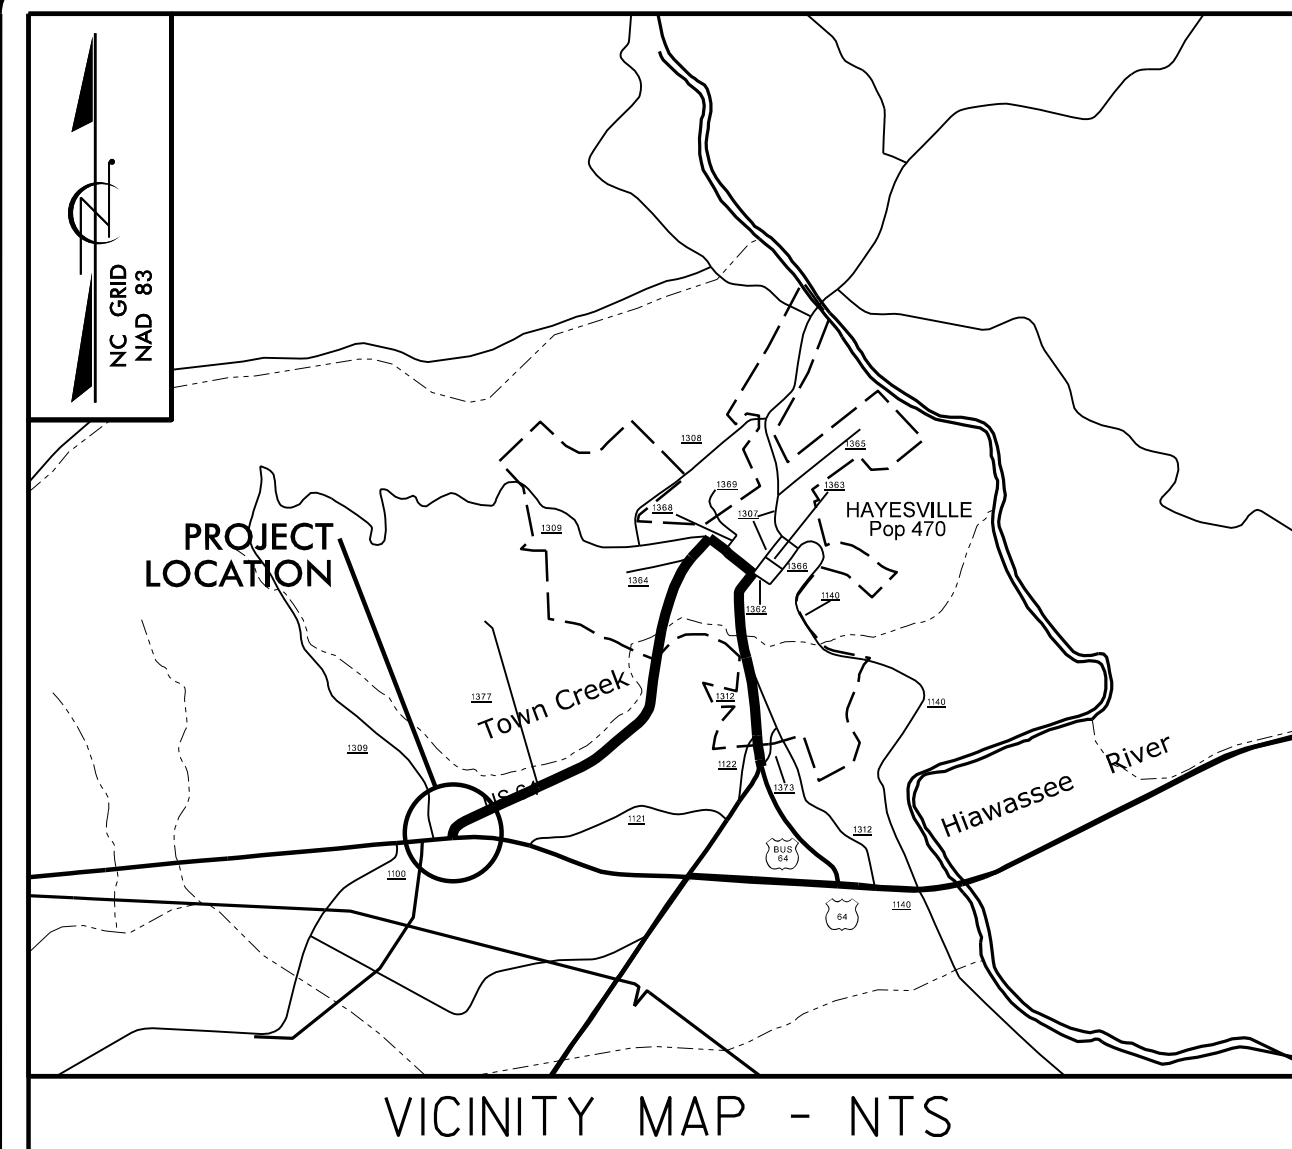 NC GRID
NAD 83
1308
1365
1369
1363
1368
1307
HAYESVILLE
Pop 470
PROJECT
LOCATION
1309
1364
1366
1362
1140
1377
Town Creek
1312
1140
1309
1122
1373
Hiawassee River
US 64
1121
1312
BUS
64
1100
1140
64
VICINITY MAP - NTS